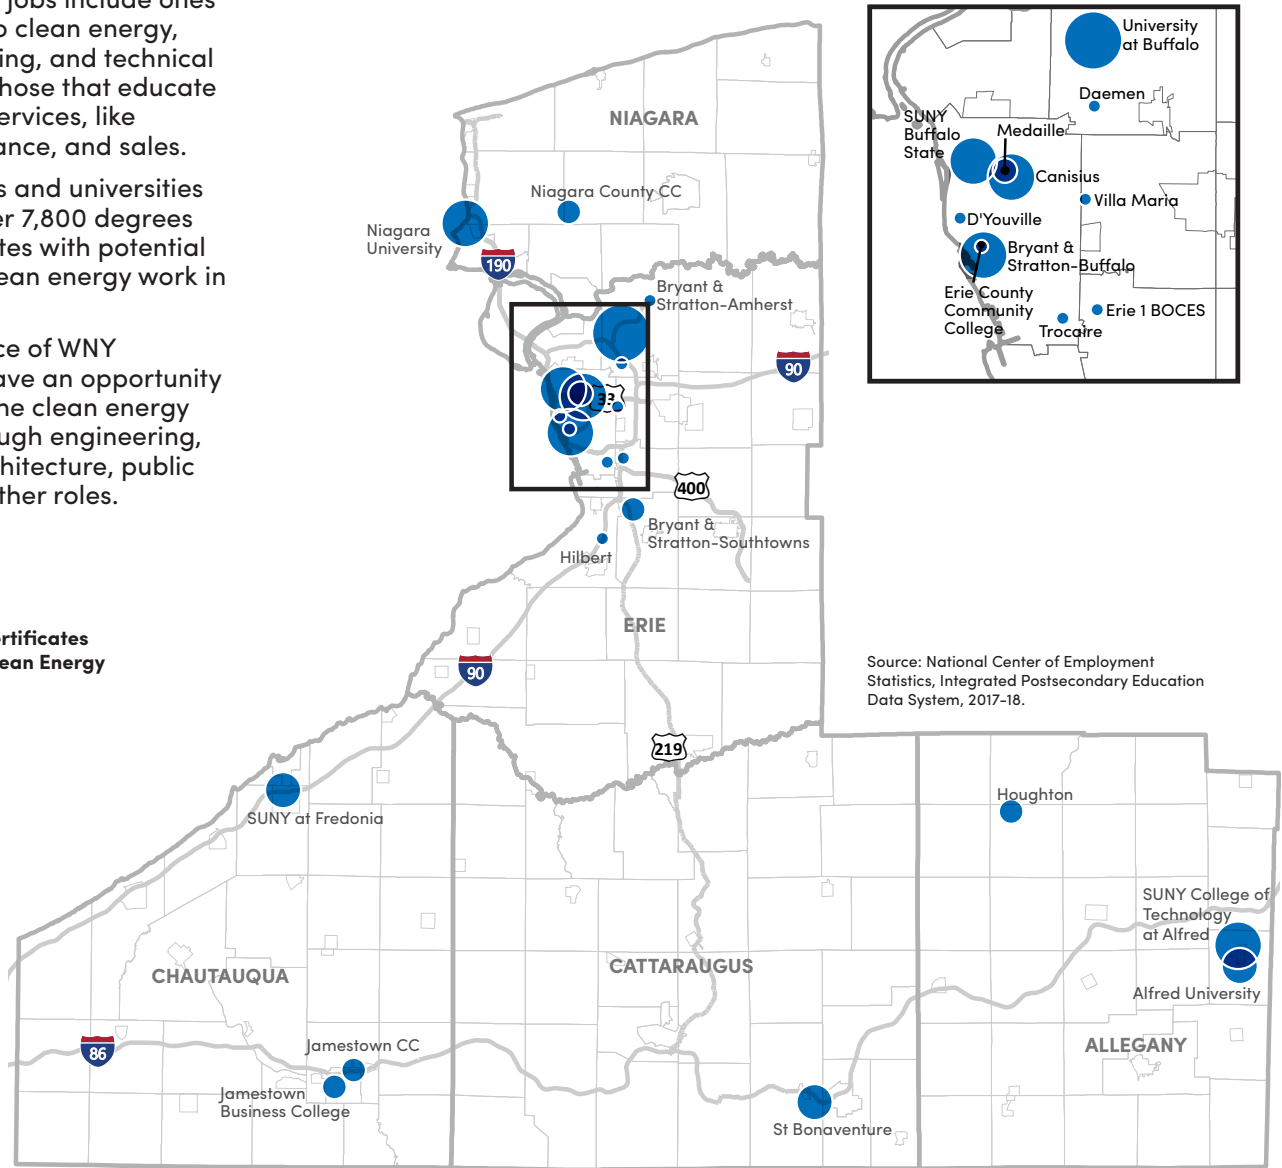 jobs include ones
o clean energy,
ing, and technical
hose that educate
ervices, like
ance, and sales.
s and universities
er 7,800 degrees
tes with potential
ean energy work in
ce of WNY
ave an opportunity
he clean energy
ugh engineering,
chitecture, public
ther roles.
ertificates
ean Energy
NIAGARA
Niagara County CC
Niagara
University
190
Bryant &
Stratton-Amherst
90
33
400
Bryant &
Stratton-Southtowns
Hilbert
ERIE
90
219
SUNY at Fredonia
CHAUTAUQUA
CATTARAUGUS
86
Jamestown CC
Jamestown
Business College
St Bonaventure
Houghton
SUNY College of
Technology
at Alfred
Alfred University
ALLEGANY
University
at Buffalo
Daemen
SUNY
Buffalo
State
Medaille
Canisius
Villa Maria
D'Youville
Bryant &
Stratton-Buffalo
Erie County
Community
College
Erie 1 BOCES
Trocaire
Source: National Center of Employment
Statistics, Integrated Postsecondary Education
Data System, 2017-18.